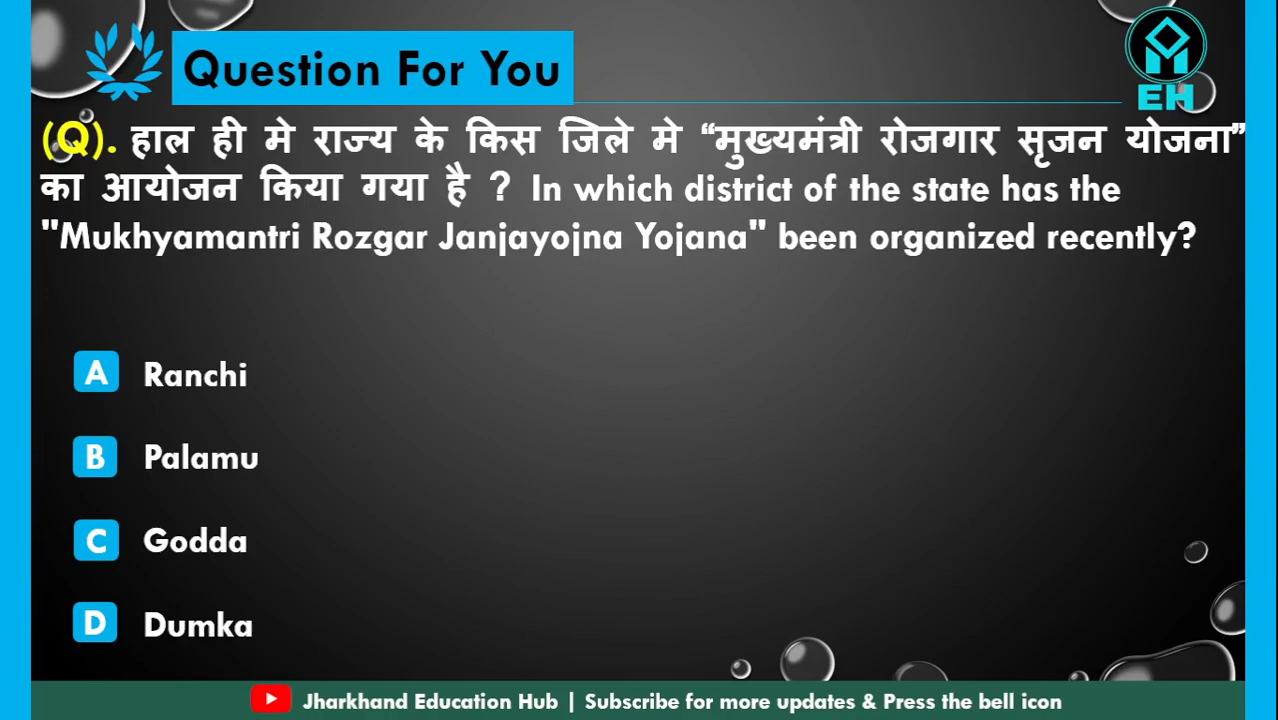 Question For You
EH
(Q). हाल ही मे राज्य के किस जिले मे “मुख्यमंत्री रोजगार सृजन योजना”
का आयोजन किया गया है ? In which district of the state has the
"Mukhyamantri Rozgar Janjayojna Yojana" been organized recently?
A Ranchi
B Palamu
C Godda
D Dumka
Jharkhand Education Hub | Subscribe for more updates & Press the bell icon